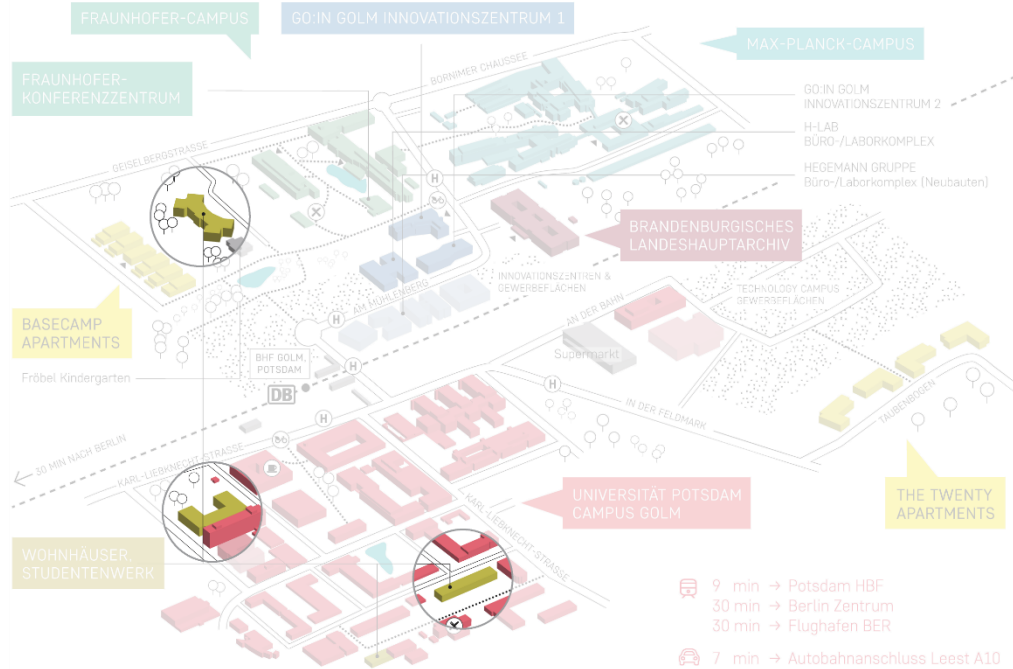 FRAUNHOFER-CAMPUS
GO:IN GOLM INNOVATIONSZENTRUM 1
MAX-PLANCK-CAMPUS
FRAUNHOFER-
KONFERENZZENTRUM
BORNIMER CHAUSSEE
GO:IN GOLM
INNOVATIONSZENTRUM 2
H-LAB
BÜRO-/LABORKOMPLEX
HEGEMANN GRUPPE
Büro-/Laborkomplex (Neubauten)
GEISELBERGSTRASSE
H
BRANDENBURGISCHES
LANDESHAUPTARCHIV
INNOVATIONSZENTREN &
GEWERBEFLÄCHEN
TECHNOLOGY CAMPUS
GEWERBEFLÄCHEN
AM MÜHLENBERG
H
AN DER BAHN
BASECAMP
APARTMENTS
Supermarkt
BHF GOLM,
POTSDAM
Fröbel Kindergarten
H
DB
H
IN DER FELDMARK
TAUBENBOGEN
H
30 MIN NACH BERLIN
KARL-LIEBKNECHT-STRASSE
KARL-LIEBKNECHT-STRASSE
UNIVERSITÄT POTSDAM
CAMPUS GOLM
THE TWENTY
APARTMENTS
WOHNHÄUSER,
STUDENTENWERK
9 min → Potsdam HBF
30 min → Berlin Zentrum
30 min → Flughafen BER
7 min → Autobahnanschluss Leest A10